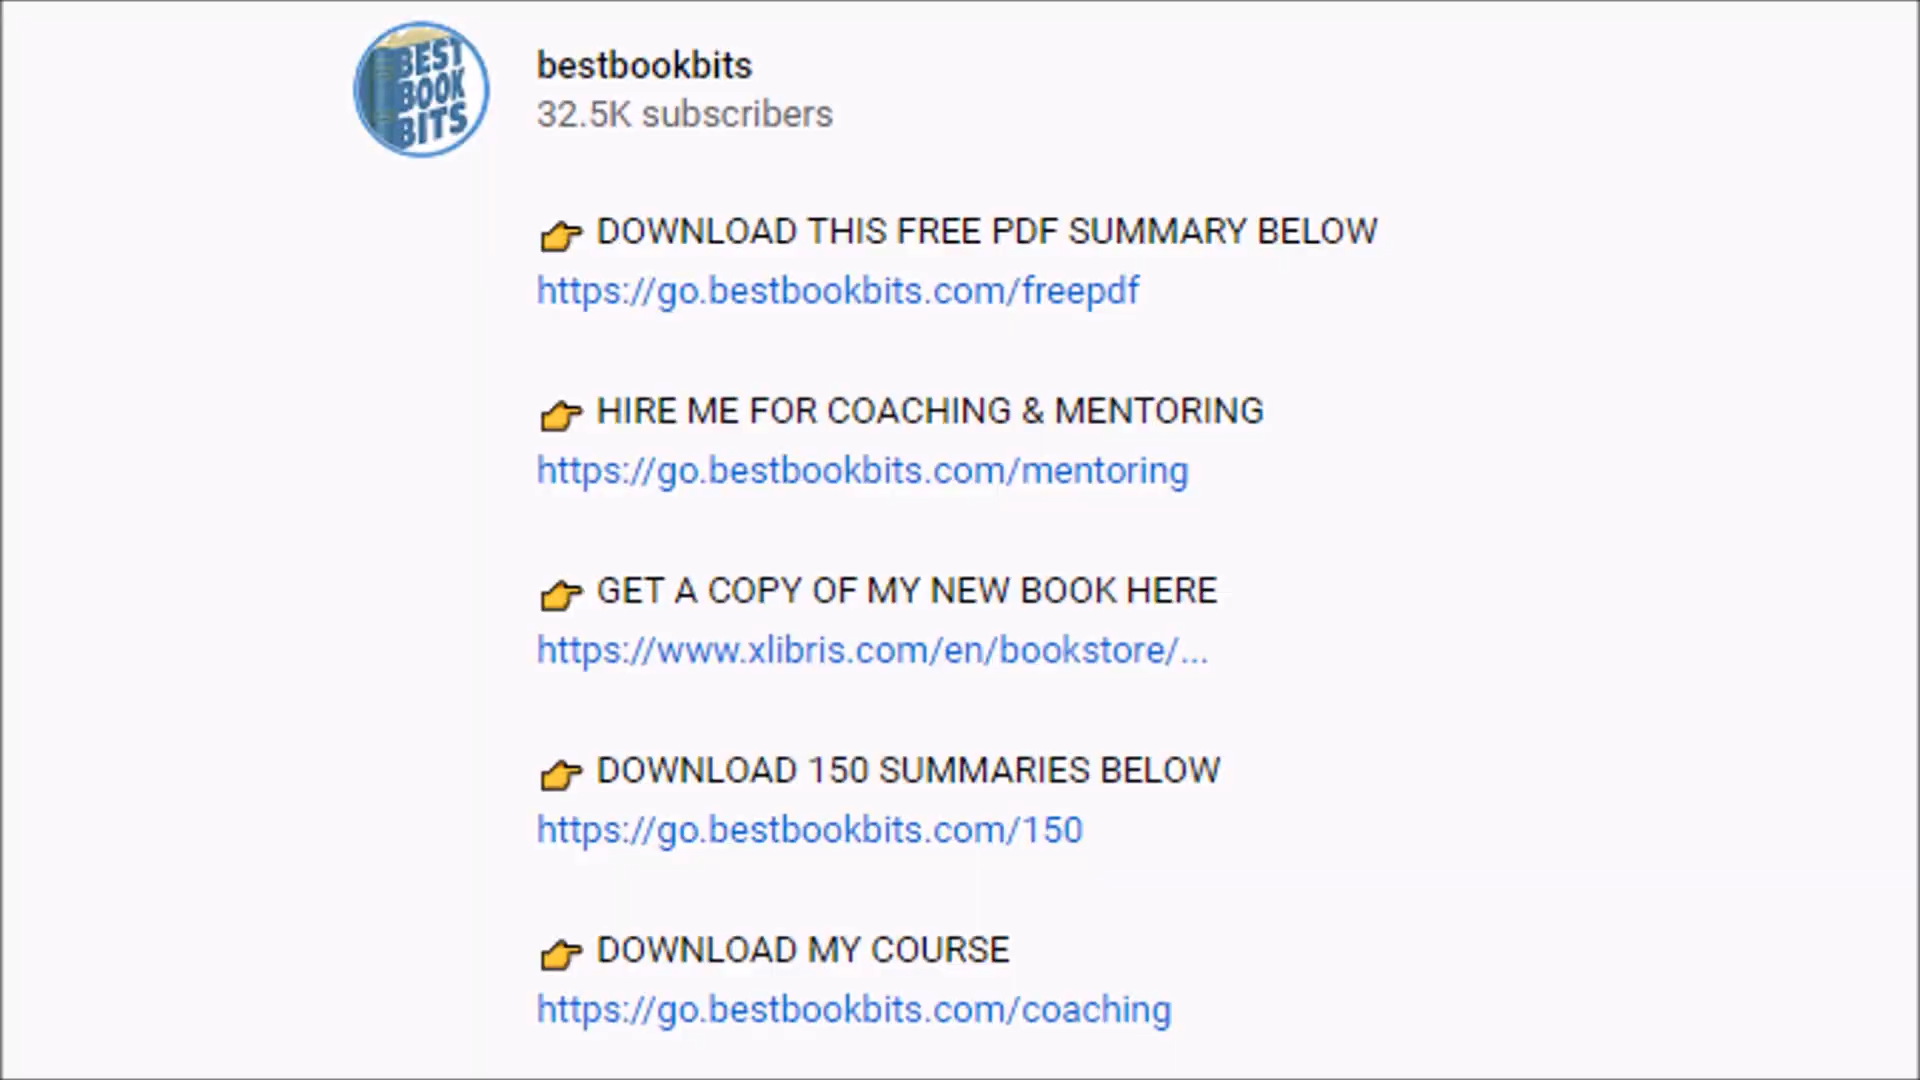 BEST
BOOK
BITS
bestbookbits
32.5K subscribers
👉 DOWNLOAD THIS FREE PDF SUMMARY BELOW
https://go.bestbookbits.com/freepdf
👉 HIRE ME FOR COACHING & MENTORING
https://go.bestbookbits.com/mentoring
👉 GET A COPY OF MY NEW BOOK HERE
https://www.xlibris.com/en/bookstore/...
👉 DOWNLOAD 150 SUMMARIES BELOW
https://go.bestbookbits.com/150
👉 DOWNLOAD MY COURSE
https://go.bestbookbits.com/coaching